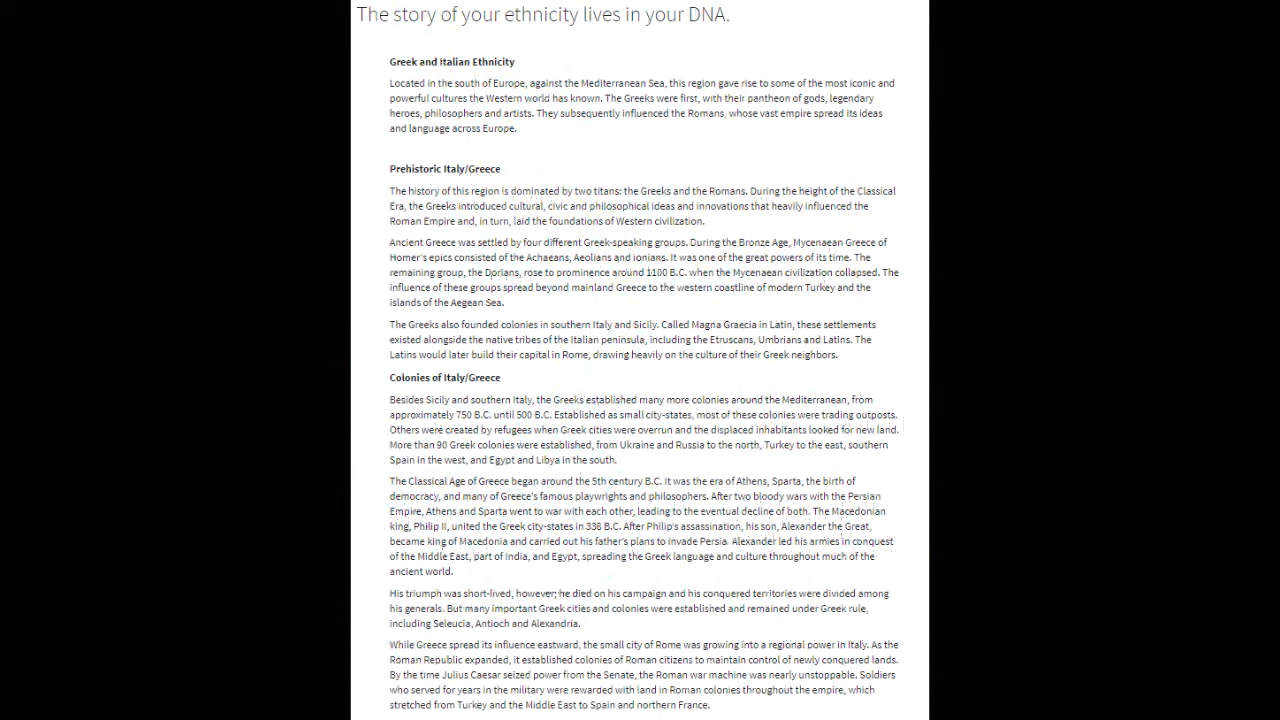 The story of your ethnicity lives in your DNA.
Greek and Italian Ethnicity
Located in the south of Europe, against the Mediterranean Sea, this region gave rise to some of the most iconic and
powerful cultures the Western world has known. The Greeks were first, with their pantheon of gods, legendary
heroes, philosophers and artists. They subsequently influenced the Romans, whose vast empire spread its ideas
and language across Europe.
Prehistoric Italy/Greece
The history of this region is dominated by two titans: the Greeks and the Romans. During the height of the Classical
Era, the Greeks introduced cultural, civic and philosophical ideas and innovations that heavily influenced the
Roman Empire and, in turn, laid the foundations of Western civilization.
Ancient Greece was settled by four different Greek-speaking groups. During the Bronze Age, Mycenaean Greece of
Homer's epics consisted of the Achaeans, Aeolians and Ionians. It was one of the great powers of its time. The
remaining group, the Dorians, rose to prominence around 1100 B.C. when the Mycenaean civilization collapsed. The
influence of these groups spread beyond mainland Greece to the western coastline of modern Turkey and the
islands of the Aegean Sea.
The Greeks also founded colonies in southern Italy and Sicily. Called Magna Graecia in Latin, these settlements
existed alongside the native tribes of the Italian peninsula, including the Etruscans, Umbrians and Latins. The
Latins would later build their capital in Rome, drawing heavily on the culture of their Greek neighbors.
Colonies of Italy/Greece
Besides Sicily and southern Italy, the Greeks established many more colonies around the Mediterranean, from
approximately 750 B.C. until 500 B.C. Established as small city-states, most of these colonies were trading outposts.
Others were created by refugees when Greek cities were overrun and the displaced inhabitants looked for new land.
More than 90 Greek colonies were established, from Ukraine and Russia to the north, Turkey to the east, southern
Spain in the west, and Egypt and Libya in the south.
The Classical Age of Greece began around the 5th century B.C. It was the era of Athens, Sparta, the birth of
democracy, and many of Greece's famous playwrights and philosophers. After two bloody wars with the Persian
Empire, Athens and Sparta went to war with each other, leading to the eventual decline of both. The Macedonian
king, Philip II, united the Greek city-states in 338 B.C. After Philip's assassination, his son, Alexander the Great,
became king of Macedonia and carried out his father's plans to invade Persia. Alexander led his armies in conquest
of the Middle East, part of India, and Egypt, spreading the Greek language and culture throughout much of the
ancient world.
His triumph was short-lived, however; he died on his campaign and his conquered territories were divided among
his generals. But many important Greek cities and colonies were established and remained under Greek rule,
including Seleucia, Antioch and Alexandria.
While Greece spread its influence eastward, the small city of Rome was growing into a regional power in Italy. As the
Roman Republic expanded, it established colonies of Roman citizens to maintain control of newly conquered lands.
By the time Julius Caesar seized power from the Senate, the Roman war machine was nearly unstoppable. Soldiers
who served for years in the military were rewarded with land in Roman colonies throughout the empire, which
stretched from Turkey and the Middle East to Spain and northern France.